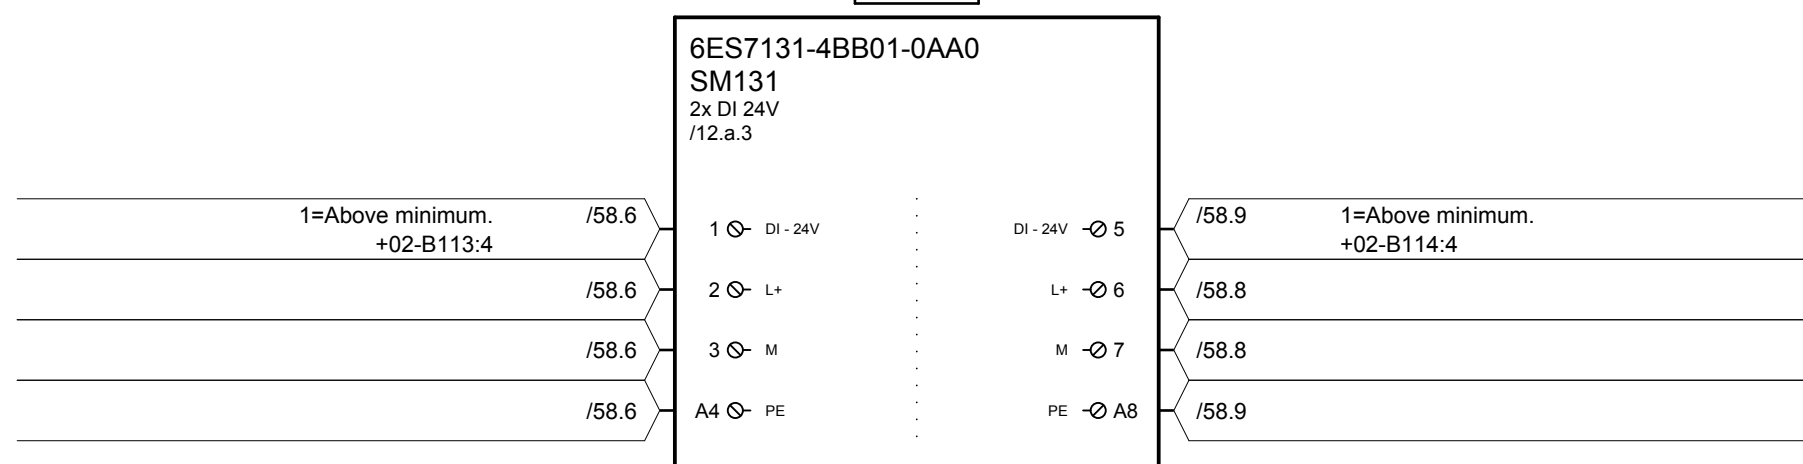 6ES7131-4BB01-0AA0
SM131
2x DI 24V
/12.a.3
1=Above minimum. /58.6 1 DI - 24V DI - 24V 5 /58.9 1=Above minimum.
+02-B113:4 +02-B114:4
/58.6 2 L+ L+ 6 /58.8
/58.6 3 M M 7 /58.8
/58.6 A4 PE PE A8 /58.9